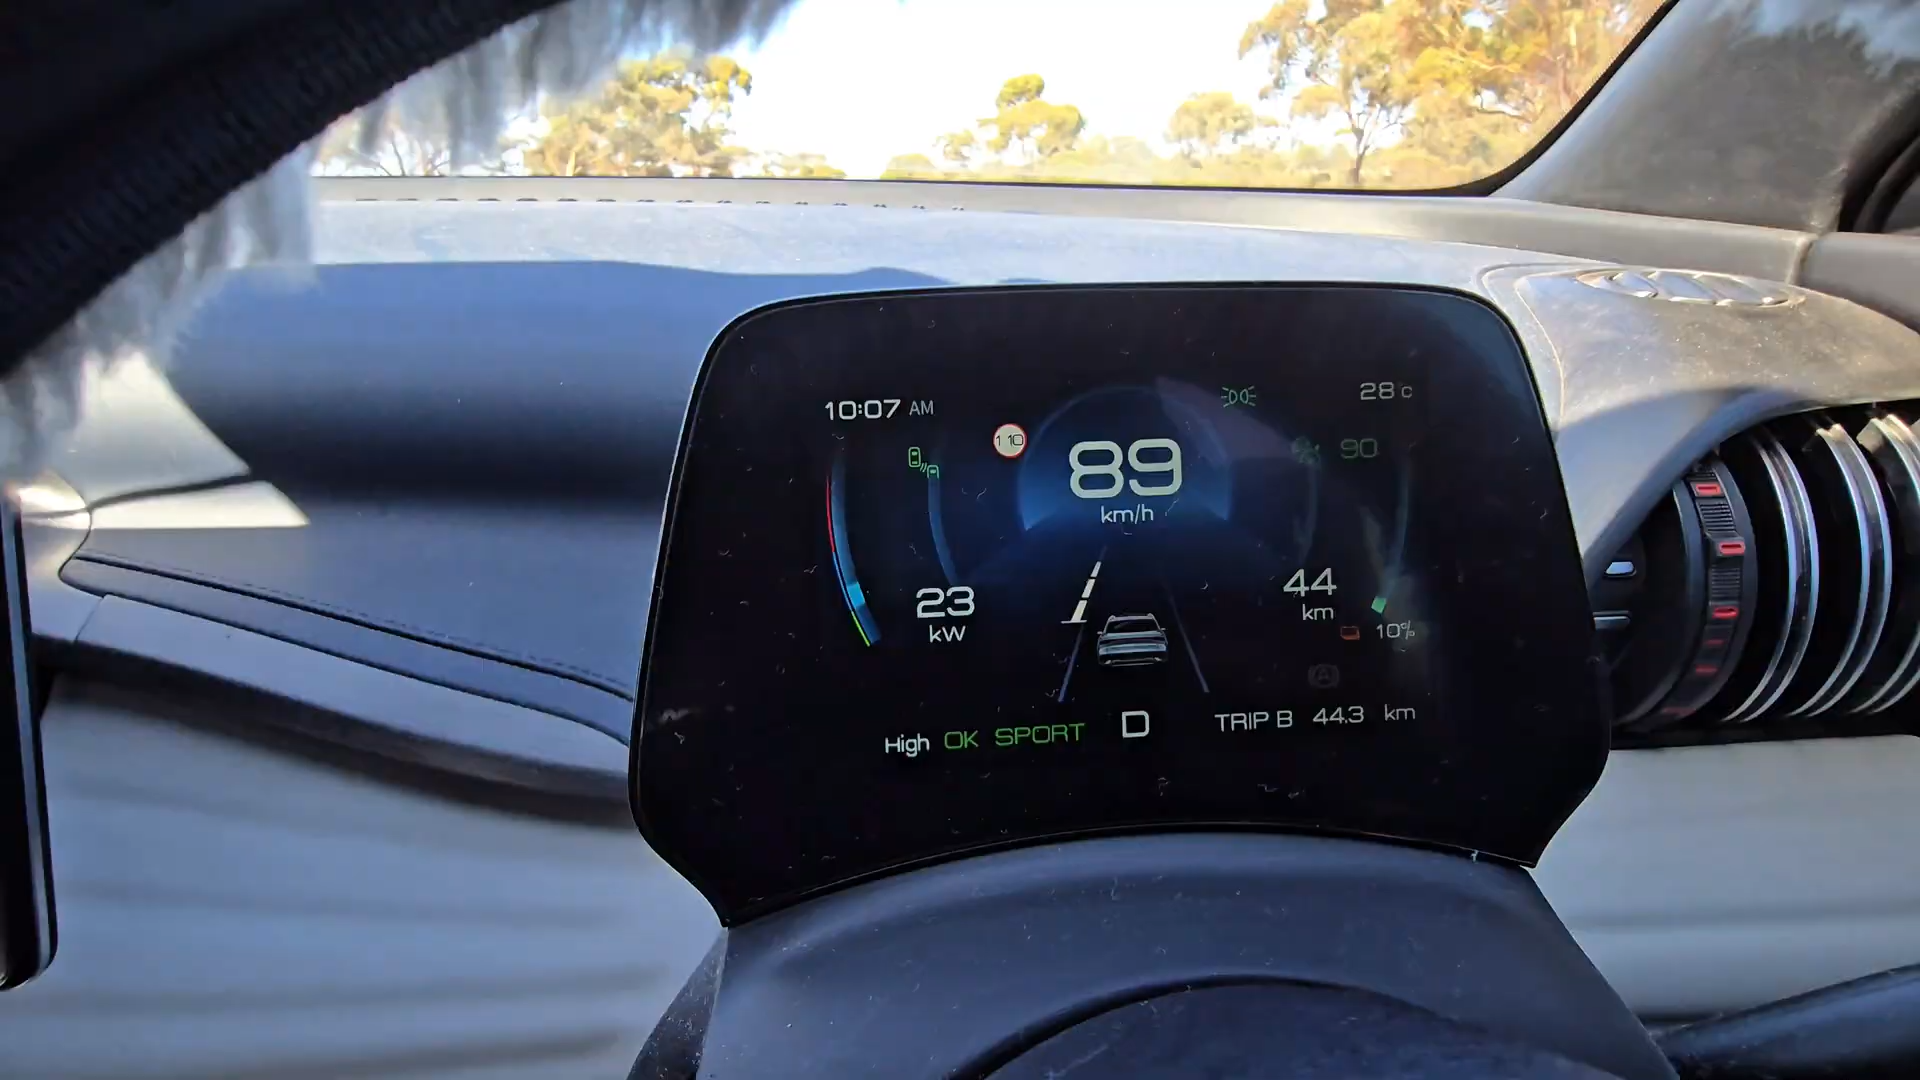 10:07 AM
28°C
110
90
89
km/h
23
kW
44
km
10%
High OK SPORT
D
TRIP B 44.3 km